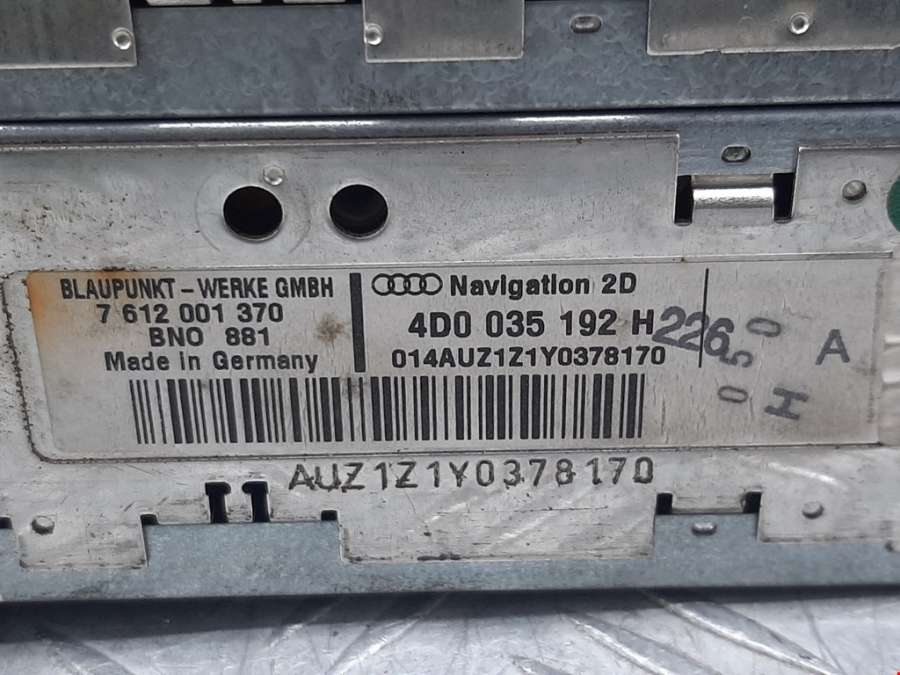 BLAUPUNKT - WERKE GMBH
7 612 001 370
BNO 881
Made in Germany
Navigation 2D
4D0 035 192 H
014AUZ1Z1Y0378170
226
A
H
AUZ1Z1Y0378170